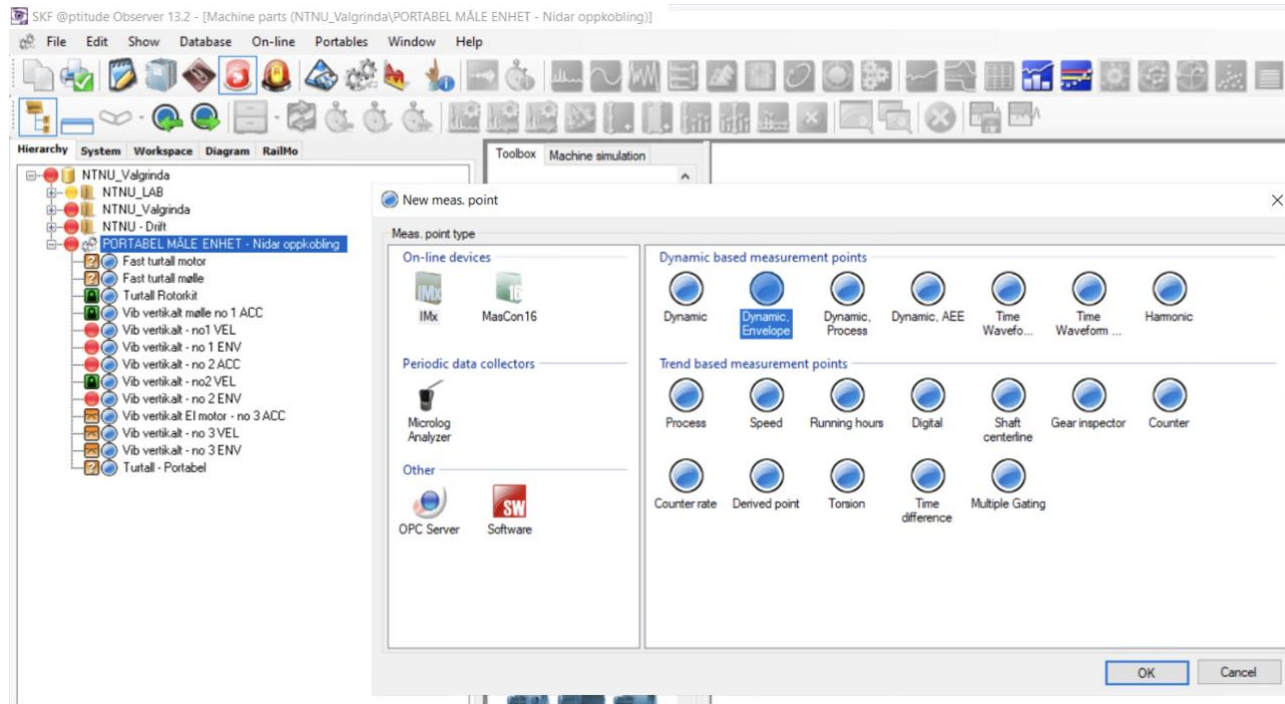 SKF @ptitude Observer 13.2 - [Machine parts (NTNU_Valgrinda\PORTABEL MÅLE ENHET - Nidar oppkobling)]
File Edit Show Database On-line Portables Window Help
Hierarchy System Workspace Diagram RailMo
Toolbox Machine simulation
NTNU_Valgrinda
NTNU_LAB
NTNU_Valgrinda
NTNU - Drift
PORTABEL MÅLE ENHET - Nidar oppkobling
Fast turtall motor
Fast turtall mølle
Turtall Rotorkit
Vib vertikalt mølle no 1 ACC
Vib vertikalt - no1 VEL
Vib vertikalt - no 1 ENV
Vib vertikalt - no 2 ACC
Vib vertikalt - no2 VEL
Vib vertikalt - no 2 ENV
Vib vertikalt El motor - no 3 ACC
Vib vertikalt - no 3 VEL
Vib vertikalt - no 3 ENV
Turtall - Portabel
New meas. point
Meas. point type
On-line devices
IMx
IMx
16
MasCon16
Periodic data collectors
Microlog
Analyzer
Other
OPC Server
SW
Software
Dynamic based measurement points
Dynamic
Dynamic,
Envelope
Dynamic,
Process
Dynamic, AEE
Time
Wavefo...
Time
Waveform ...
Harmonic
Trend based measurement points
Process
Speed
Running hours
Digital
Shaft
centerline
Gear inspector
Counter
Counter rate
Derived point
Torsion
Time
difference
Multiple Gating
OK
Cancel